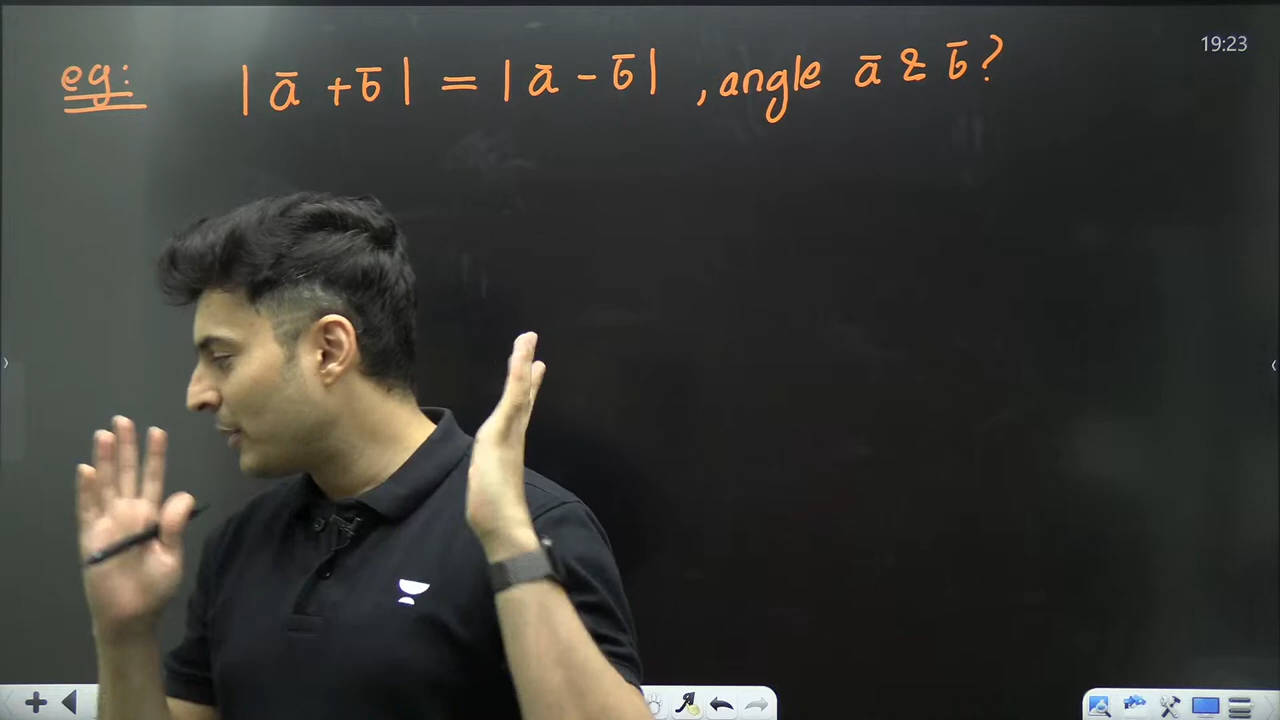 eg: |a̅ + b̅| = |a̅ - b̅| , angle a̅ & b̅?
19:23